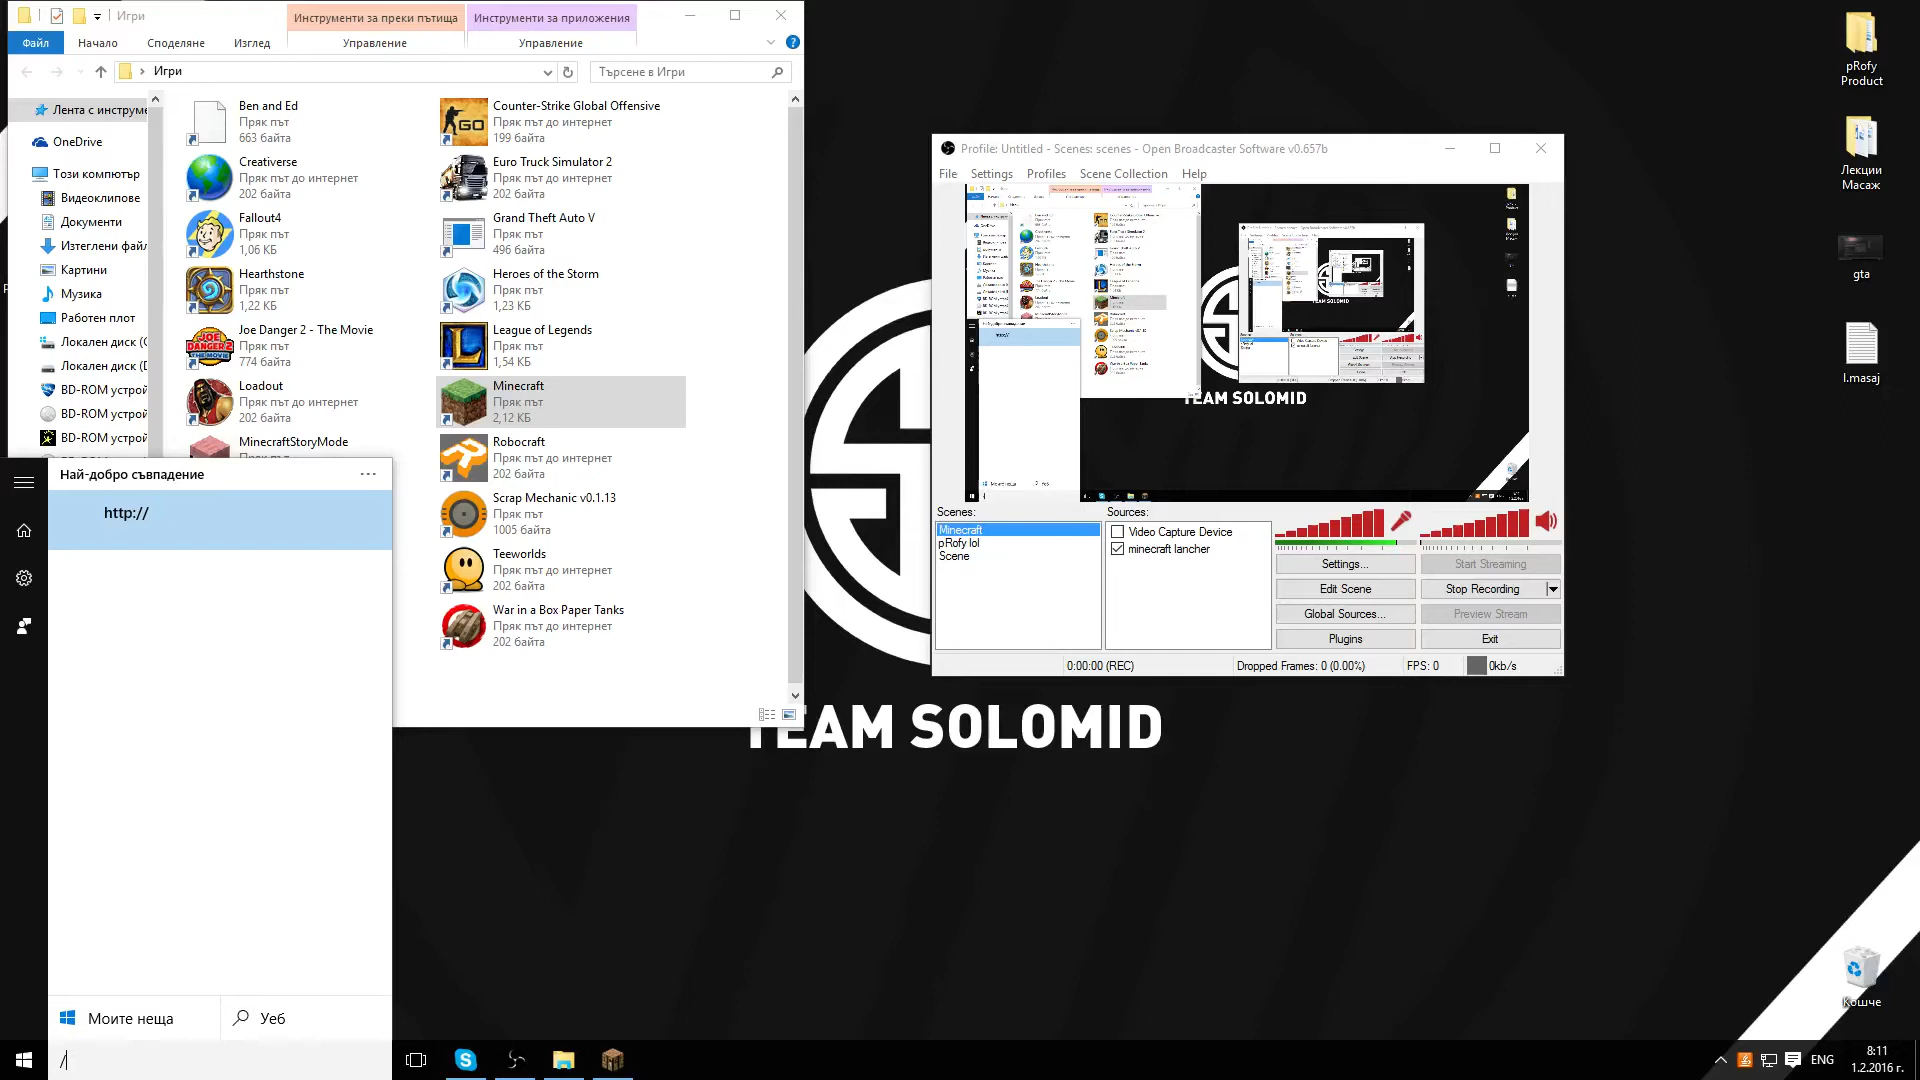 Игри
Инструменти за преки пътища
Инструменти за приложения
Файл
Начало
Споделяне
Изглед
Управление
Управление
Игри
Търсене в Игри
Лента с инструме
OneDrive
Този компютър
Видеоклипове
Документи
Изтеглени файл
Картини
Музика
Работен плот
Локален диск (C
Локален диск (D
BD-ROM устрой
BD-ROM устрой
BD-ROM устрой
Ben and Ed
Пряк път
663 байта
Creativerse
Пряк път до интернет
202 байта
Fallout4
Пряк път
1,06 КБ
Hearthstone
Пряк път
1,22 КБ
Joe Danger 2 - The Movie
Пряк път
774 байта
Loadout
Пряк път до интернет
202 байта
MinecraftStoryMode
Counter-Strike Global Offensive
Пряк път до интернет
199 байта
Euro Truck Simulator 2
Пряк път до интернет
202 байта
Grand Theft Auto V
Пряк път
496 байта
Heroes of the Storm
Пряк път
1,23 КБ
League of Legends
Пряк път
1,54 КБ
Minecraft
Пряк път
2,12 КБ
Robocraft
Пряк път до интернет
202 байта
Scrap Mechanic v0.1.13
Пряк път
1005 байта
Teeworlds
Пряк път до интернет
202 байта
War in a Box Paper Tanks
Пряк път до интернет
202 байта
Най-добро съвпадение
http://
Моите неща
Уеб
/
Profile: Untitled - Scenes: scenes - Open Broadcaster Software v0.657b
File
Settings
Profiles
Scene Collection
Help
TEAM SOLOMID
TEAM SOLOMID
Scenes:
Minecraft
pRofy lol
Scene
Sources:
Video Capture Device
minecraft lancher
Settings...
Start Streaming
Edit Scene
Stop Recording
Global Sources...
Preview Stream
Plugins
Exit
0:00:00 (REC)
Dropped Frames: 0 (0.00%)
FPS: 0
0kb/s
TEAM SOLOMID
pRofy
Product
Лекции
Масаж
gta
l.masaj
Кошче
ENG
8:11
1.2.2016 г.